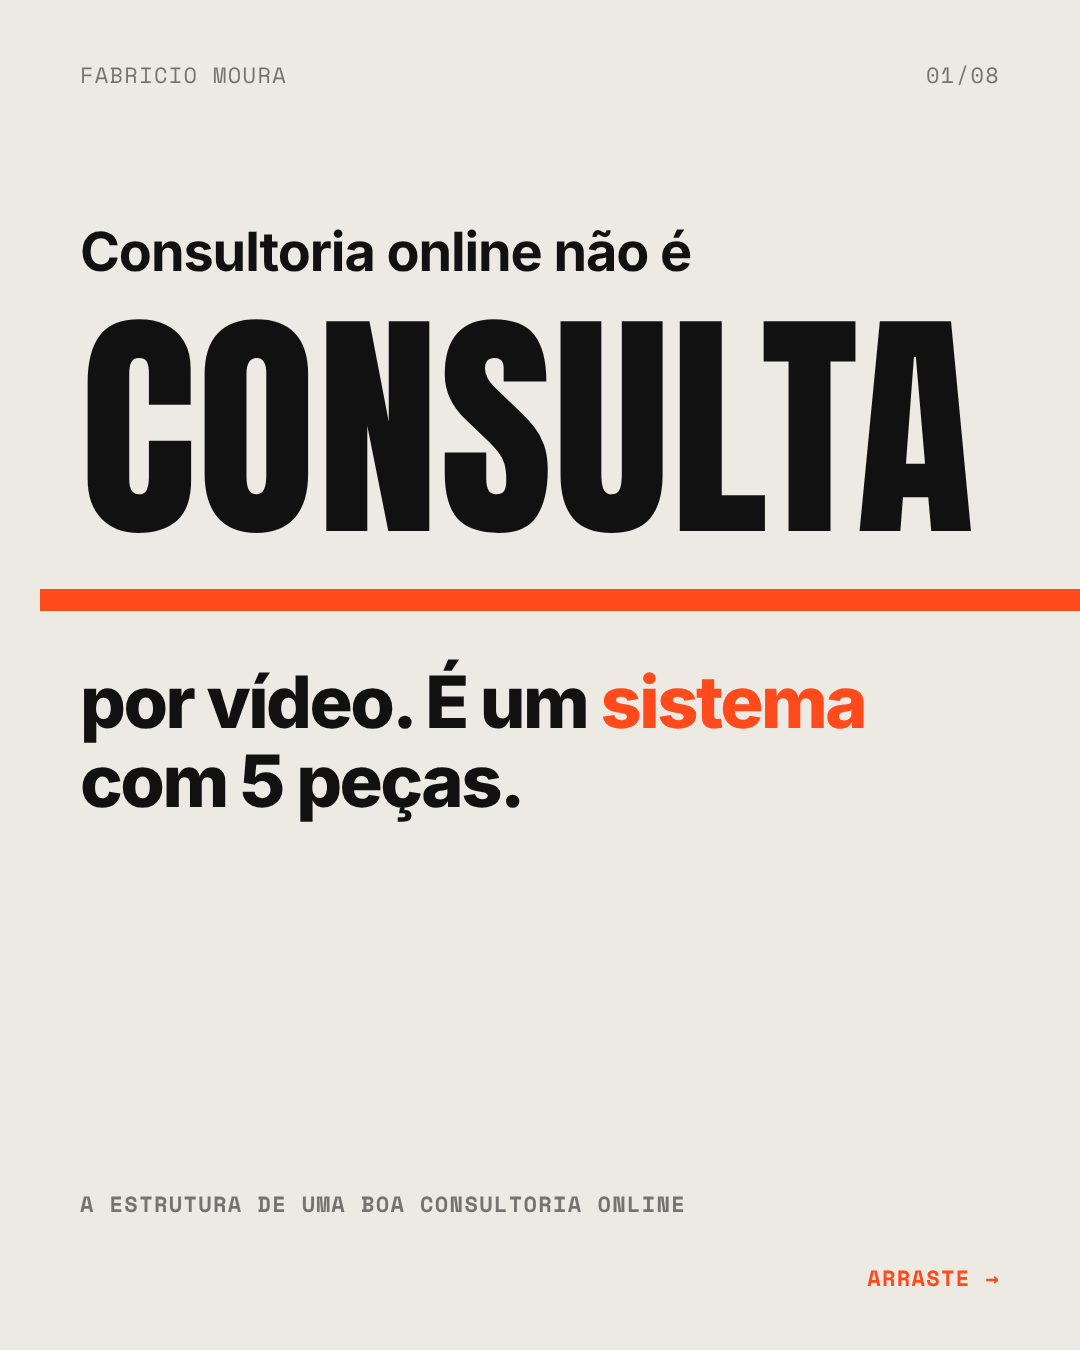 FABRICIO MOURA
01/08
Consultoria online não é
CONSULTA
por vídeo. É um sistema
com 5 peças.
A ESTRUTURA DE UMA BOA CONSULTORIA ONLINE
ARRASTE →